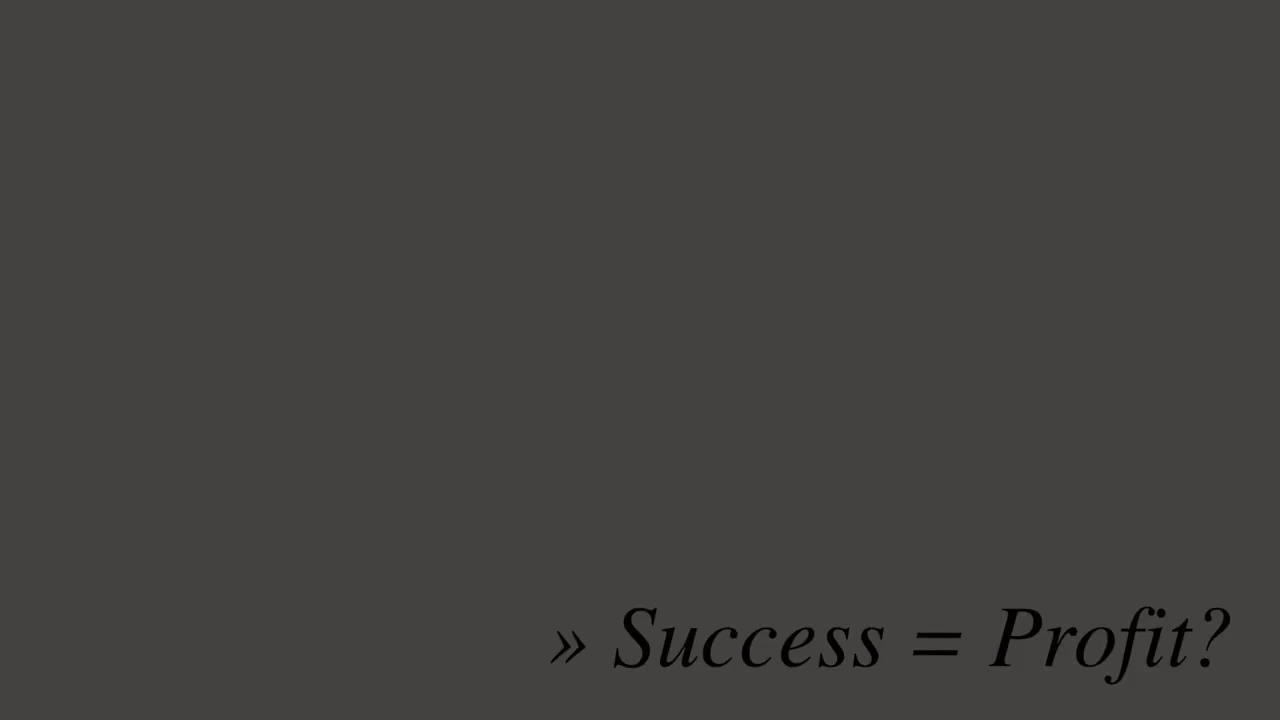 » Success = Profit?